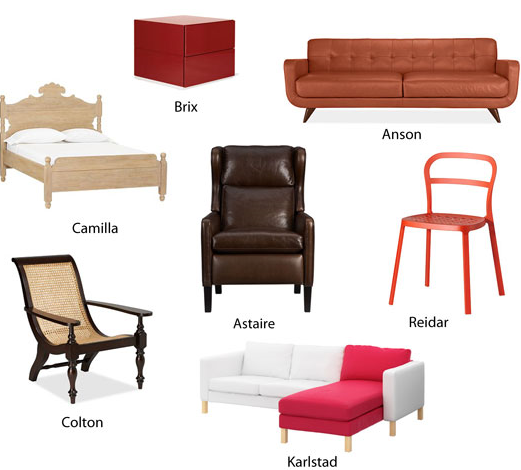 Brix
Anson
Camilla
Astaire
Reidar
Colton
Karlstad